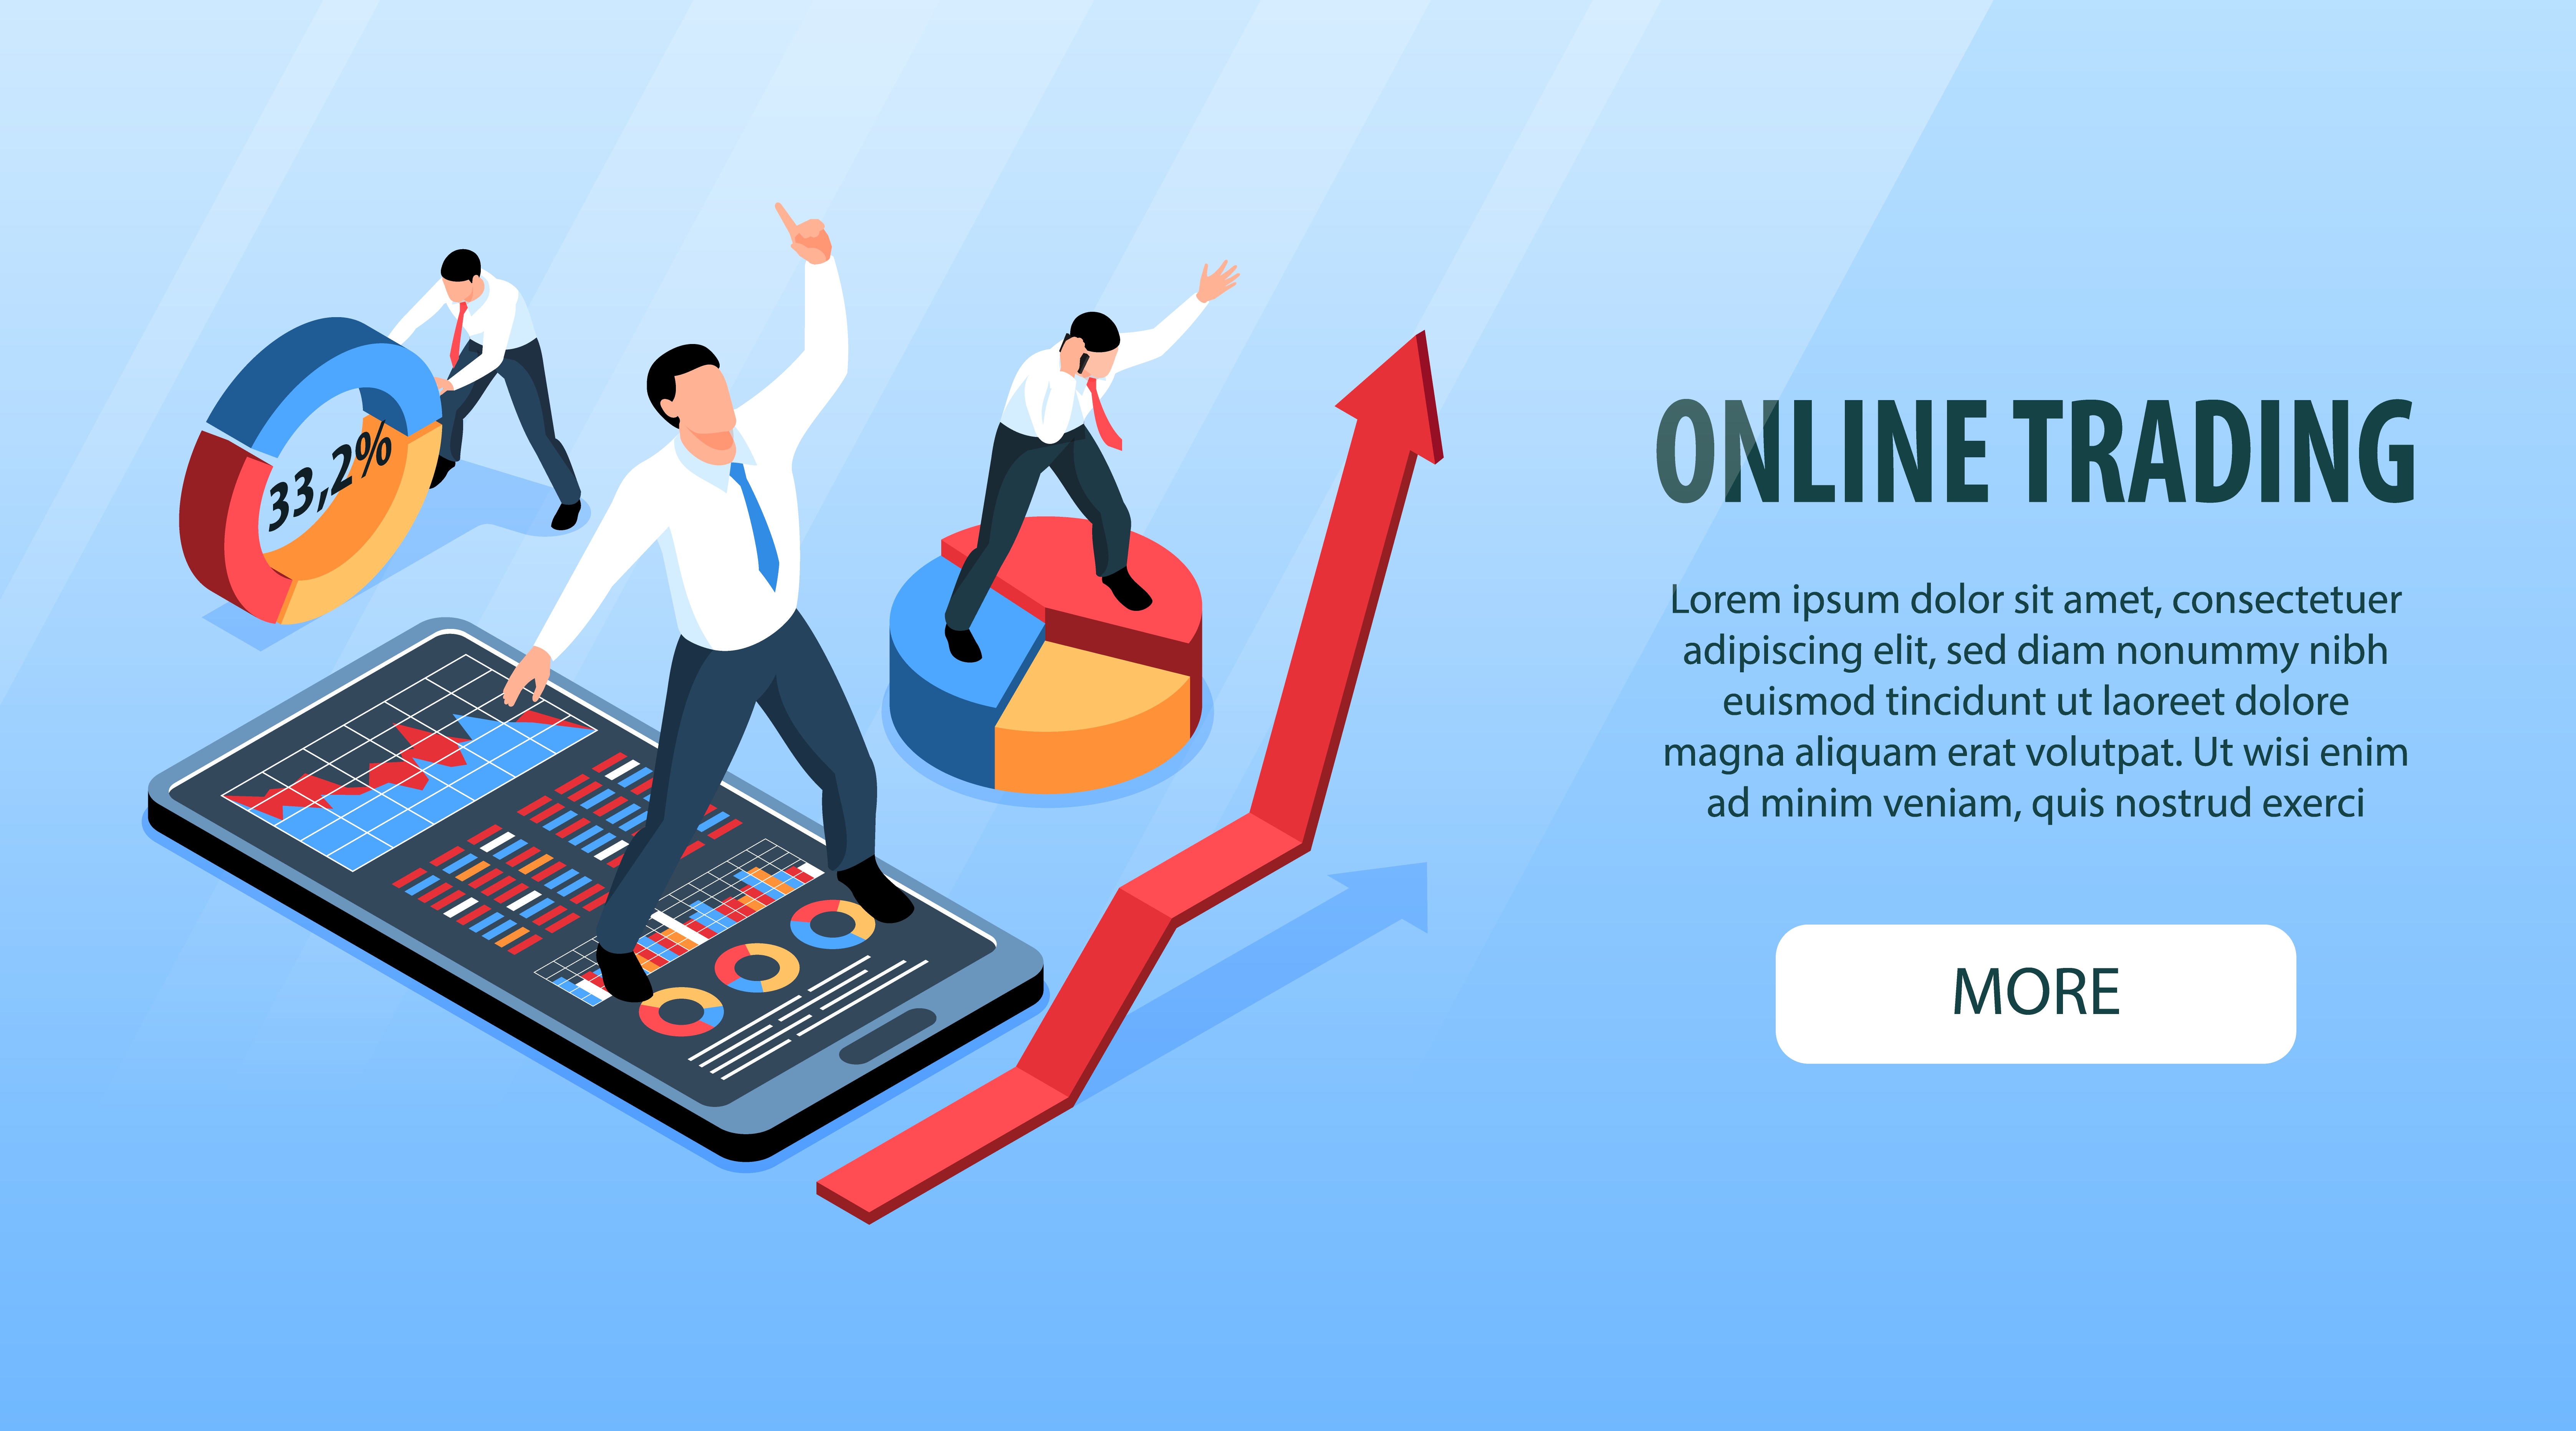 33,2%
ONLINE TRADING
Lorem ipsum dolor sit amet, consectetuer
adipiscing elit, sed diam nonummy nibh
euismod tincidunt ut laoreet dolore
magna aliquam erat volutpat. Ut wisi enim
ad minim veniam, quis nostrud exerci
MORE